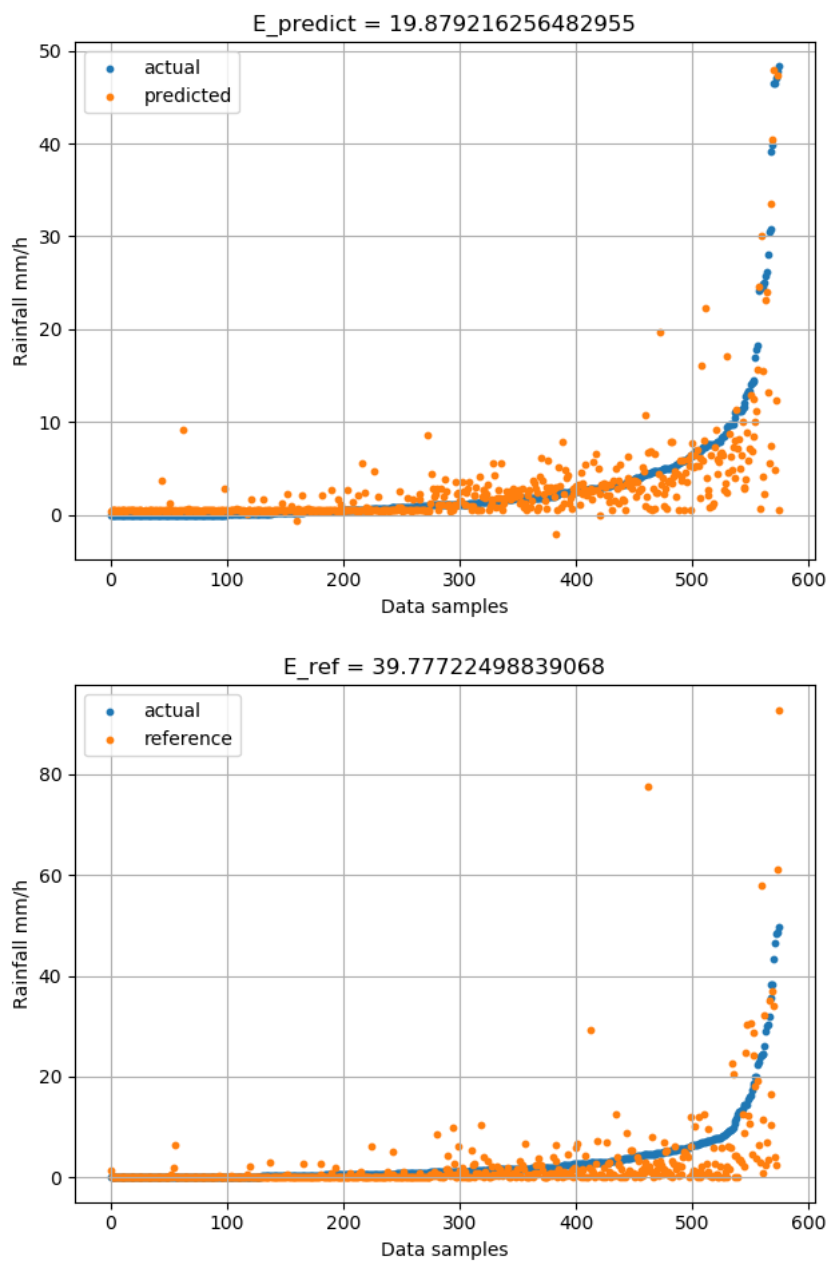 E_predict = 19.879216256482955
50
40
30
20
10
0
Rainfall mm/h
actual
predicted
0 100 200 300 400 500 600
Data samples
E_ref = 39.77722498839068
80
60
40
20
0
Rainfall mm/h
actual
reference
0 100 200 300 400 500 600
Data samples